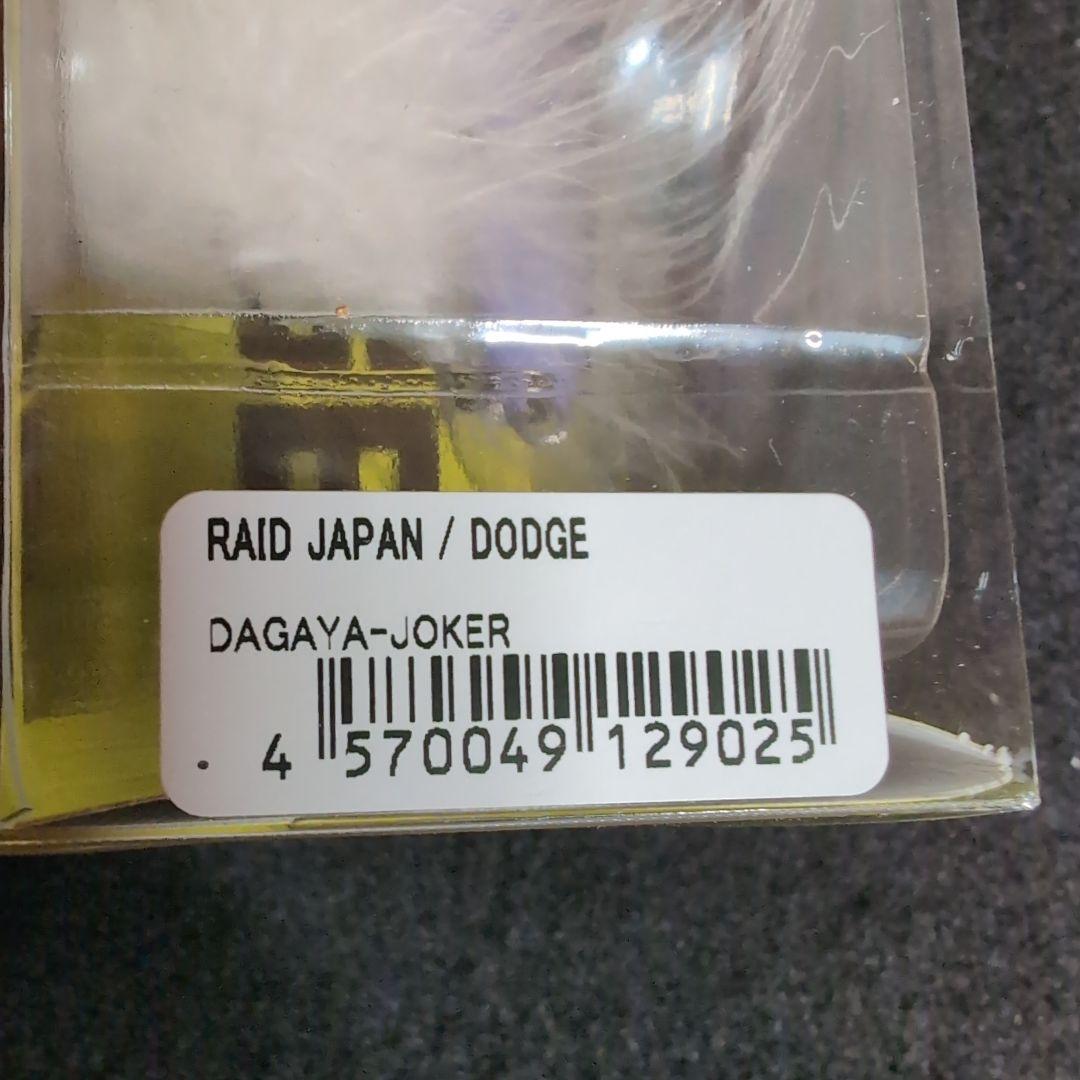 RAID JAPAN / DODGE
DAGAYA-JOKER
4 570049 129025